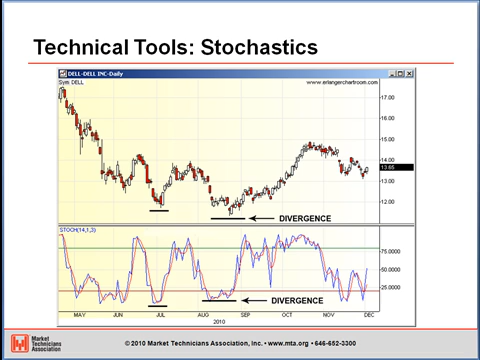 Technical Tools: Stochastics
DELL-DELL INC-Daily
Sym DELL
www.erlangerchartroom.com
17.00
16.00
15.00
14.00
13.66
13.00
12.00
DIVERGENCE
STOCH(14,1,3)
75.0000
50.0000
25.0000
DIVERGENCE
MAY JUN JUL AUG SEP OCT NOV DEC
2010
Market
Technicians
Association
© 2010 Market Technicians Association, Inc. • www.mta.org • 646-652-3300